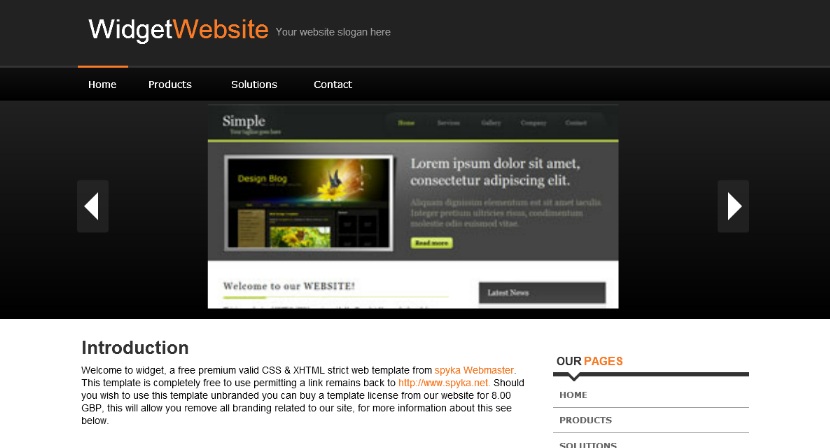 WidgetWebsite Your website slogan here
Home Products Solutions Contact
Simple
Your tagline goes here
Home Services Gallery Company Contact
Design Blog
Lorem ipsum dolor sit amet,
consectetur adipiscing elit.
Aliquam dignissim elementum est sit amet iaculis
Integer pretium ultricies risus, condimentum
molestie odio euismod vitae.
Read more
Welcome to our WEBSITE!
Latest News
Introduction
Welcome to widget, a free premium valid CSS & XHTML strict web template from spyka Webmaster.
This template is completely free to use permitting a link remains back to http://www.spyka.net. Should
you wish to use this template unbranded you can buy a template license from our website for 8.00
GBP, this will allow you remove all branding related to our site, for more information about this see
below.
OUR PAGES
HOME
PRODUCTS
SOLUTIONS